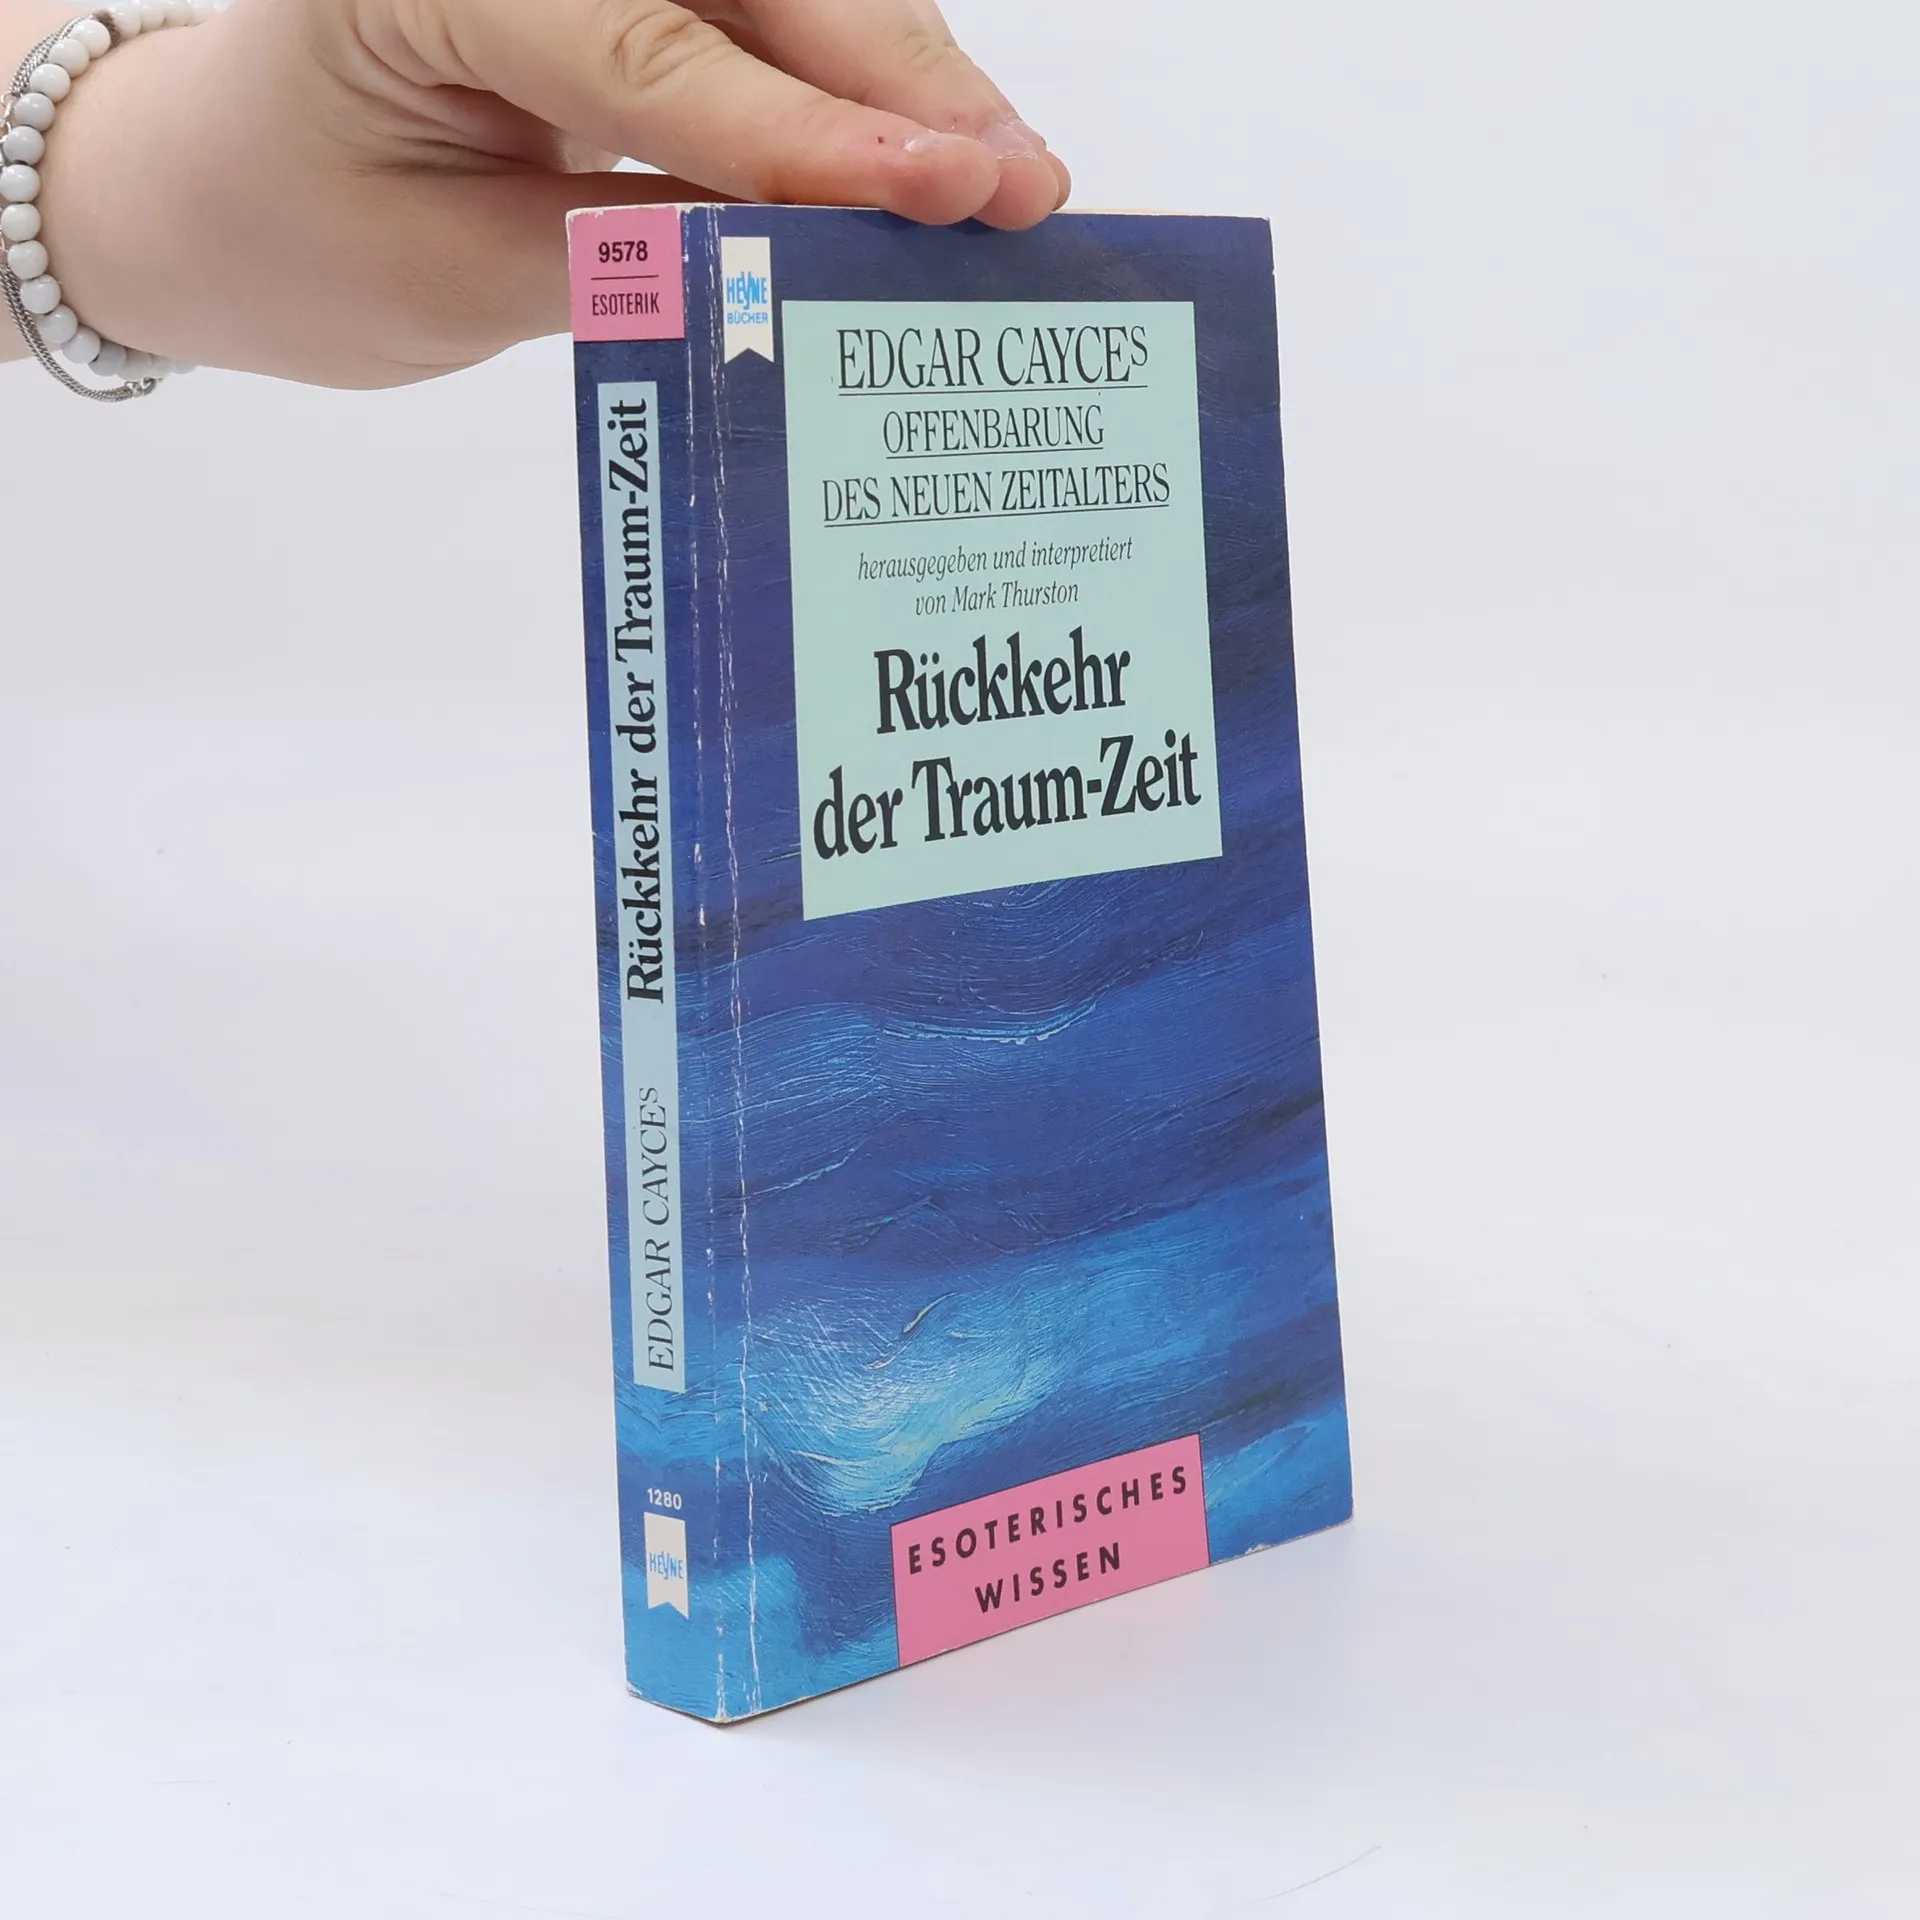 9578
ESOTERIK
Rückkehr der Traum-Zeit
EDGAR CAYCEs
1280
HEYNE
HEYNE
BÜCHER
EDGAR CAYCEs
OFFENBARUNG
DES NEUEN ZEITALTERS
herausgegeben und interpretiert
von Mark Thurston
Rückkehr
der Traum-Zeit
ESOTERISCHES
WISSEN